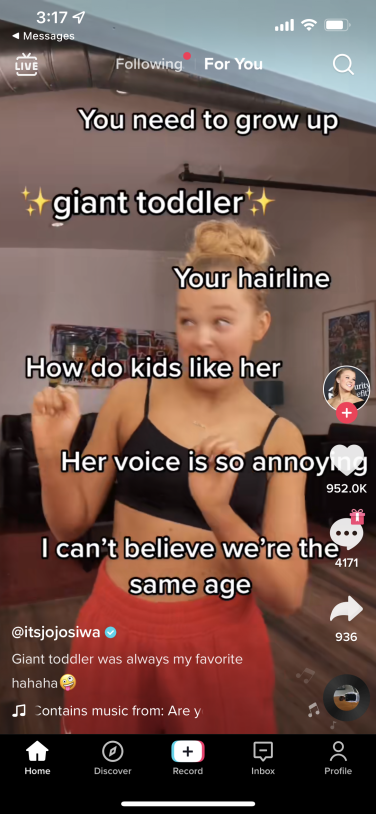 3:17
Messages
LIVE
Following
For You
You need to grow up
✨giant toddler✨
Your hairline
How do kids like her
Her voice is so annoying
I can’t believe we’re the
same age
952.0K
4171
936
@itsjojosiwa
Giant toddler was always my favorite
hahaha🤪
Contains music from: Are y
Home
Discover
Record
Inbox
Profile